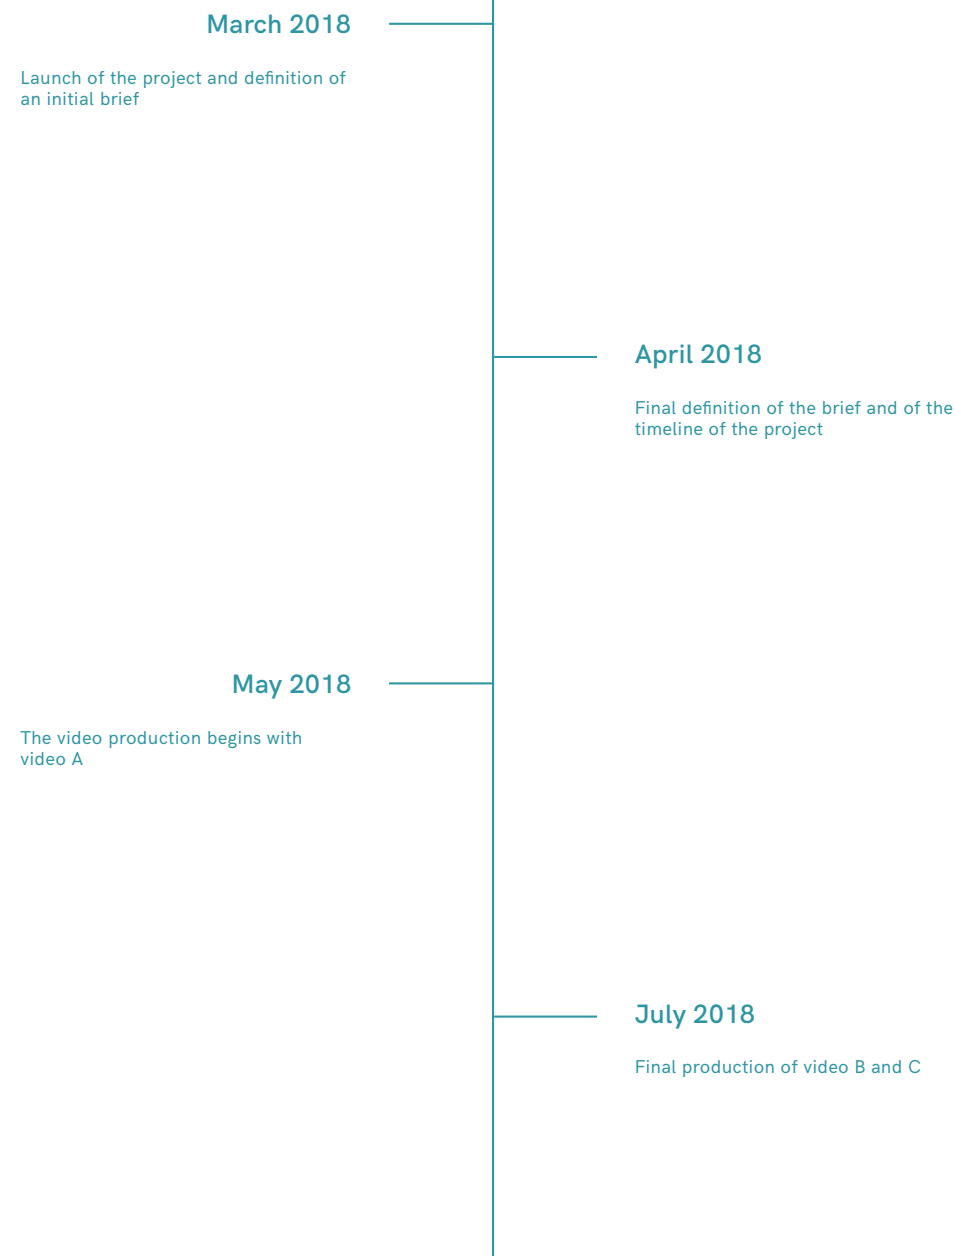 March 2018
Launch of the project and definition of
an initial brief
April 2018
Final definition of the brief and of the
timeline of the project
May 2018
The video production begins with
video A
July 2018
Final production of video B and C